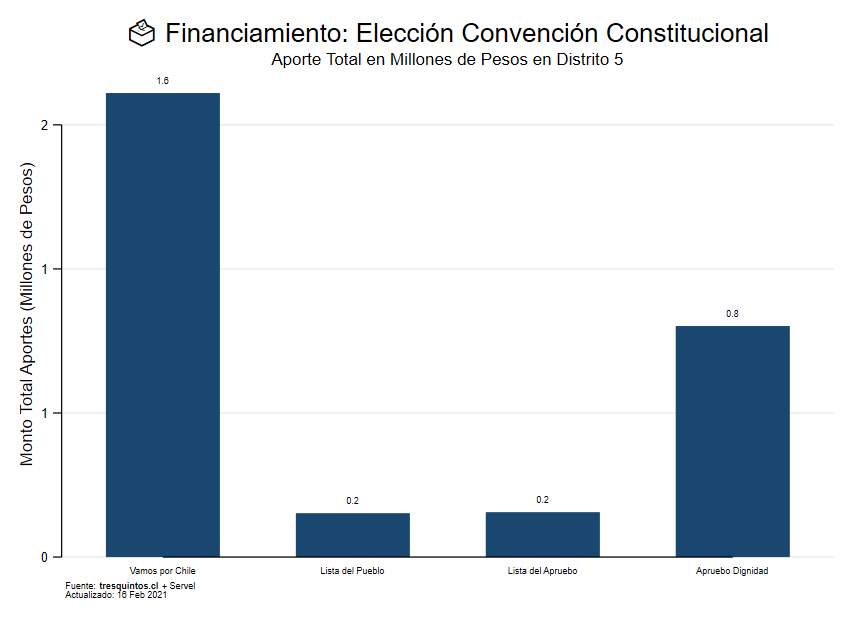 Financiamiento: Elección Convención Constitucional
Aporte Total en Millones de Pesos en Distrito 5
Monto Total Aportes (Millones de Pesos)
2
1
1
0
1.6
0.2
0.2
0.8
Vamos por Chile
Lista del Pueblo
Lista del Apruebo
Apruebo Dignidad
Fuente: tresquintos.cl + Servel
Actualizado: 16 Feb 2021